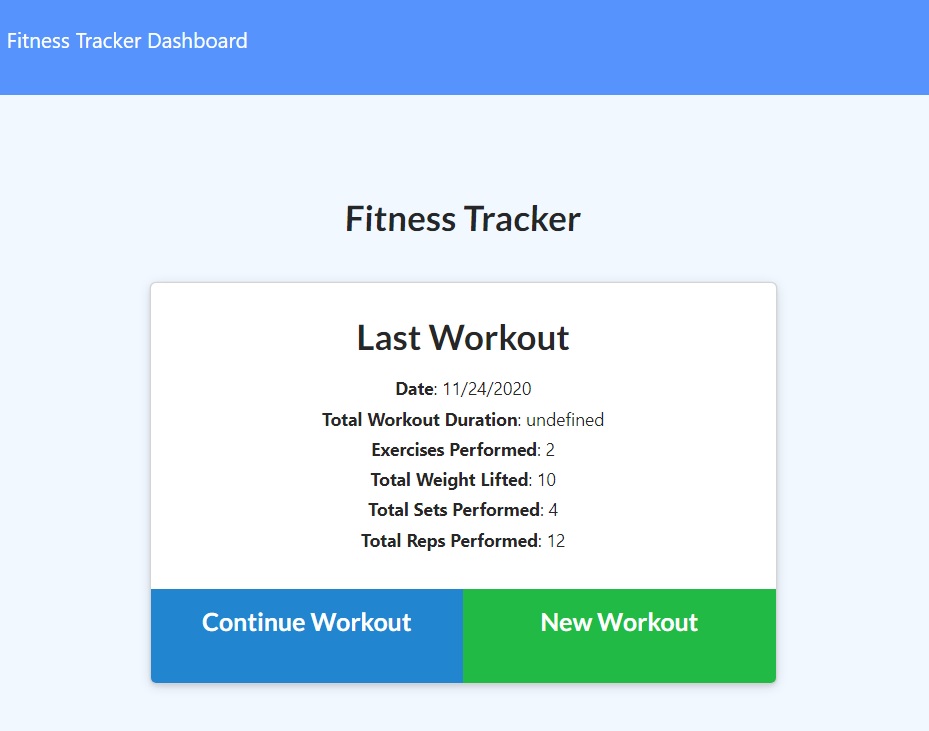 Fitness Tracker Dashboard
Fitness Tracker
Last Workout
Date: 11/24/2020
Total Workout Duration: undefined
Exercises Performed: 2
Total Weight Lifted: 10
Total Sets Performed: 4
Total Reps Performed: 12
Continue Workout
New Workout